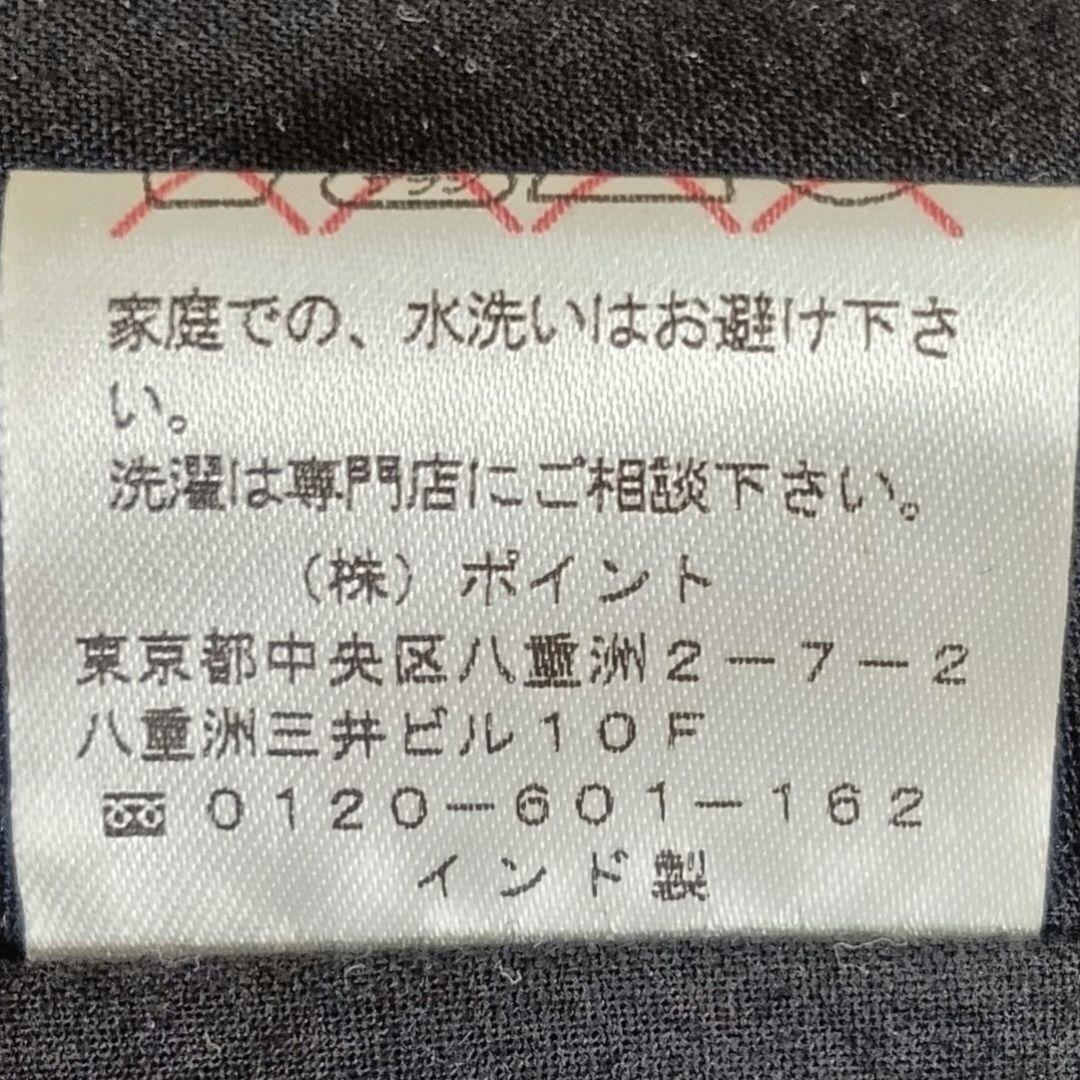 家庭での、水洗いはお避け下さ
い。
洗濯は専門店にご相談下さい。
（株）ポイント
東京都中央区八重洲２－７－２
八重洲三井ビル１０Ｆ
０１２０－６０１－１６２
インド製